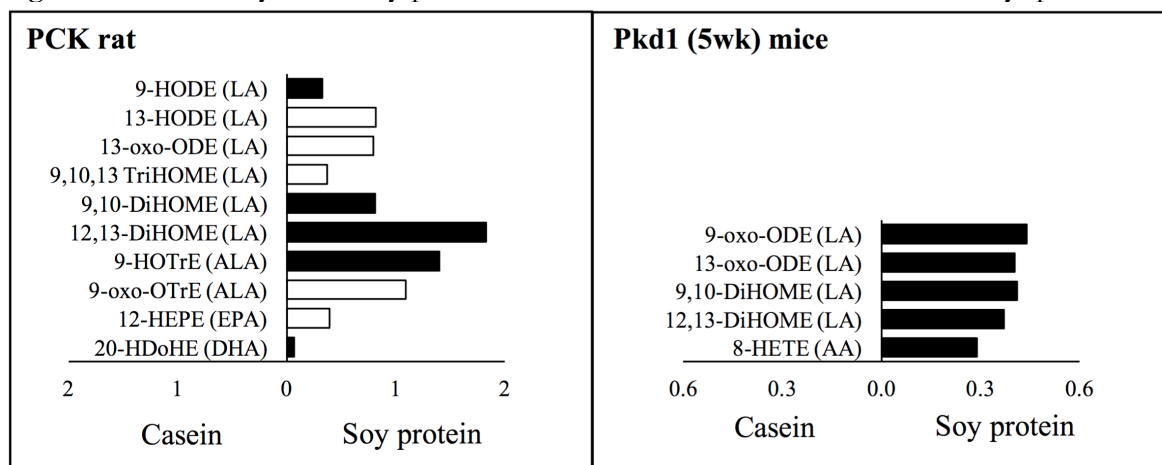 PCK rat
9-HODE (LA)
13-HODE (LA)
13-oxo-ODE (LA)
9,10,13 TriHOME (LA)
9,10-DiHOME (LA)
12,13-DiHOME (LA)
9-HOTrE (ALA)
9-oxo-OTrE (ALA)
12-HEPE (EPA)
20-HDoHE (DHA)
2 1 0 1 2
Casein Soy protein
Pkd1 (5wk) mice
9-oxo-ODE (LA)
13-oxo-ODE (LA)
9,10-DiHOME (LA)
12,13-DiHOME (LA)
8-HETE (AA)
0.6 0.3 0.0 0.3 0.6
Casein Soy protein